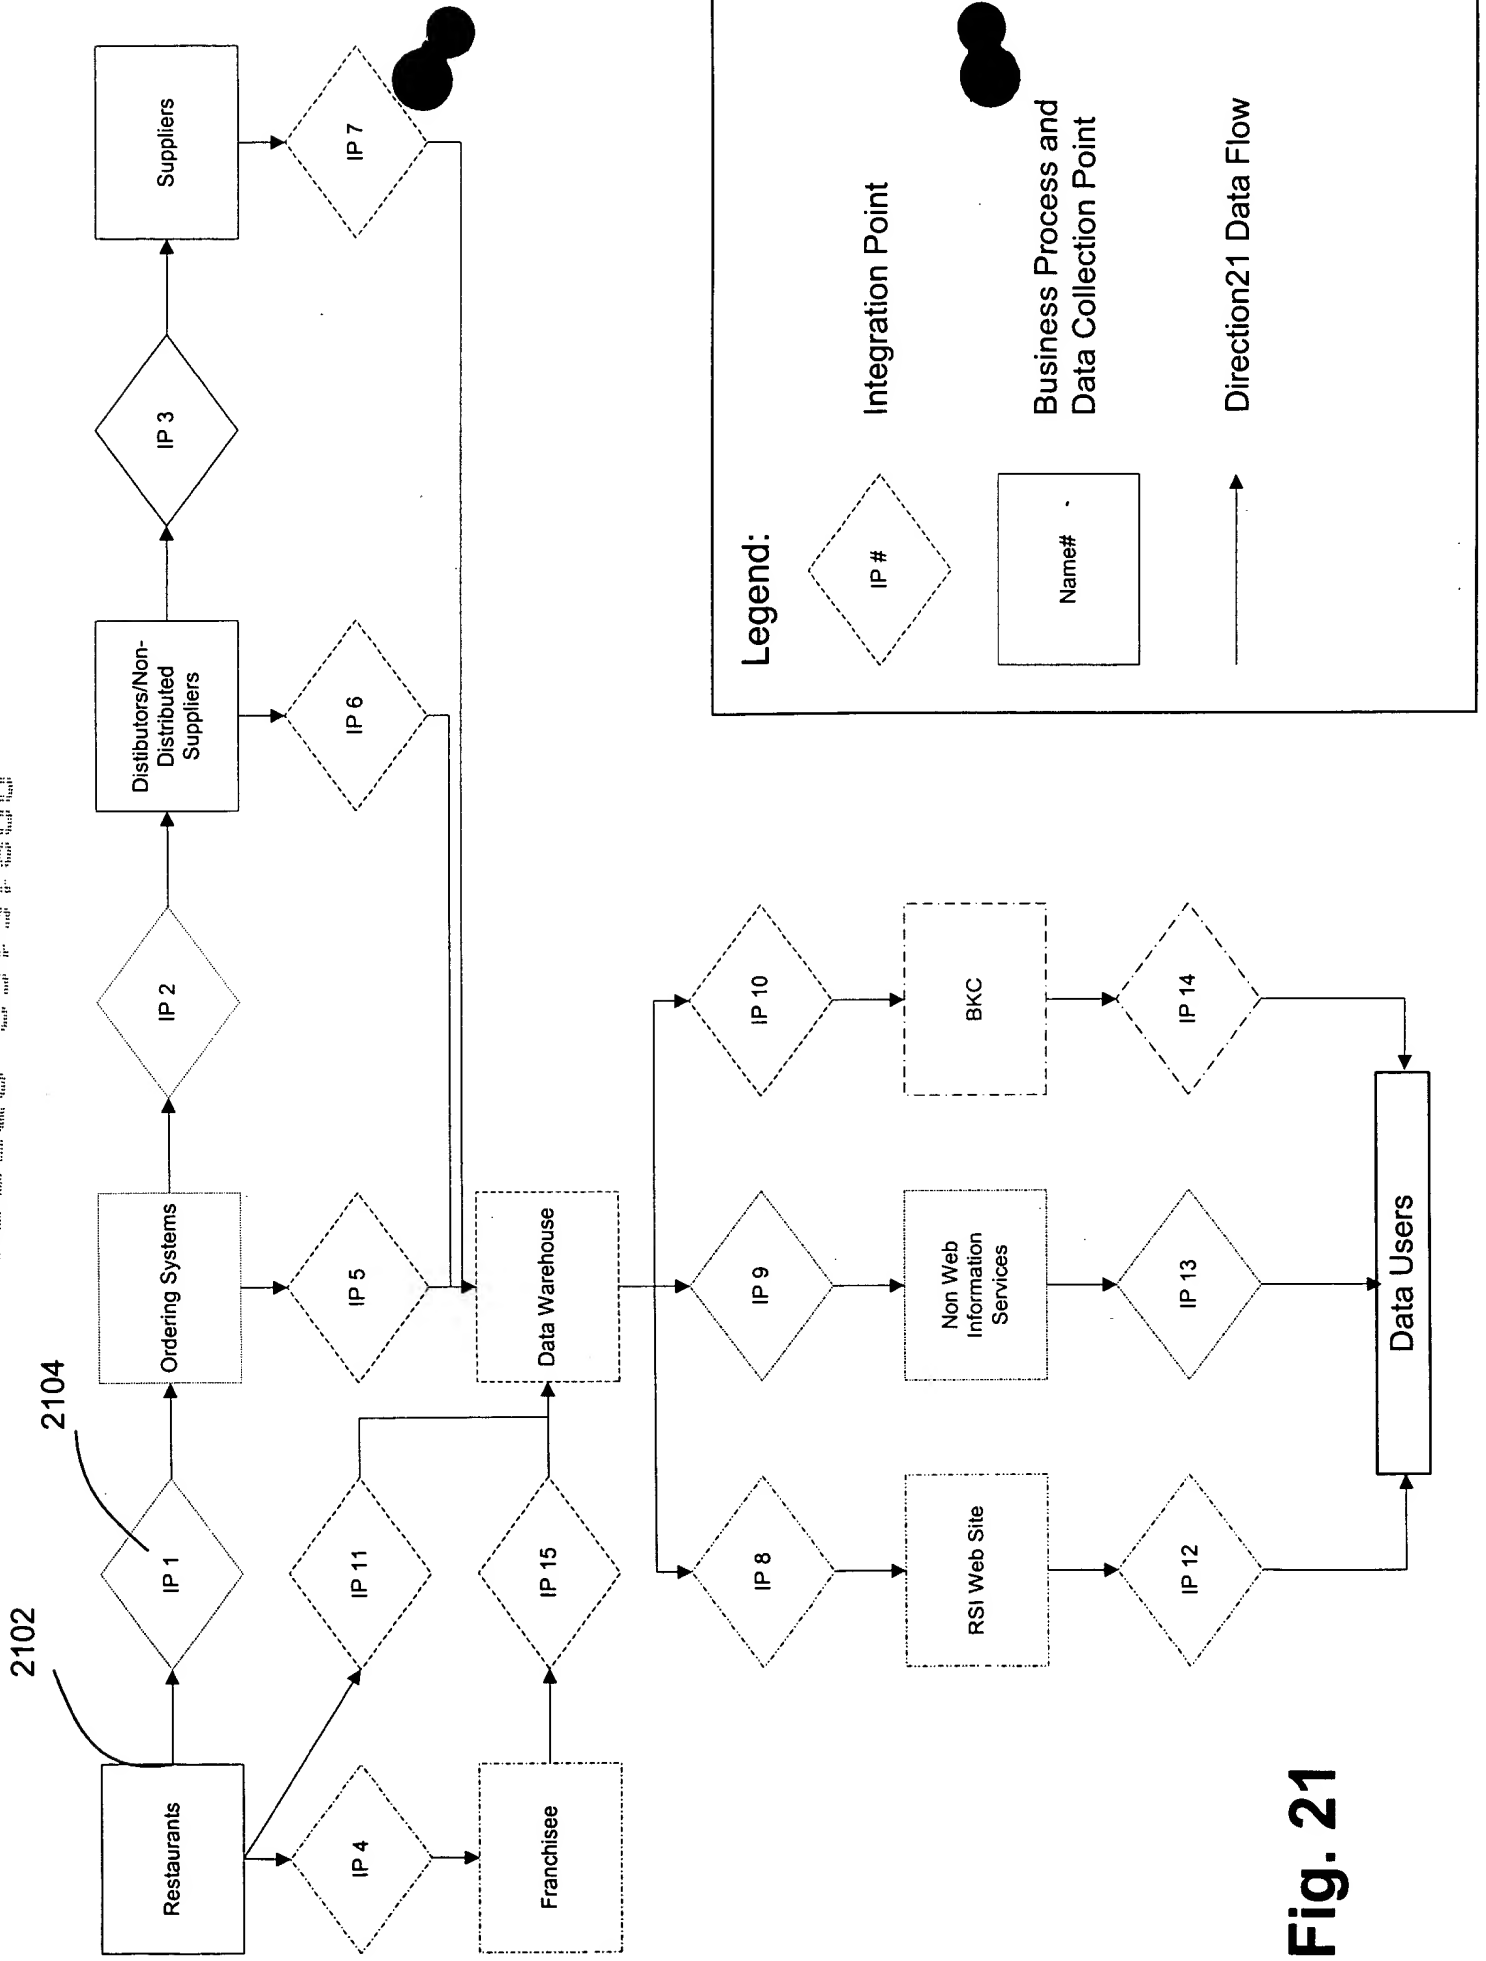 2102
2104
Restaurants
IP 1
Ordering Systems
IP 2
Distibutors/Non-
Distributed
Suppliers
IP 3
Suppliers
IP 4
IP 11
IP 5
IP 6
IP 7
Franchisee
IP 15
Data Warehouse
IP 8
IP 9
IP 10
RSI Web Site
Non Web
Information
Services
BKC
IP 12
IP 13
IP 14
Data Users
Legend:
IP #
Integration Point
Name#
Business Process and
Data Collection Point
Direction21 Data Flow
Fig. 21